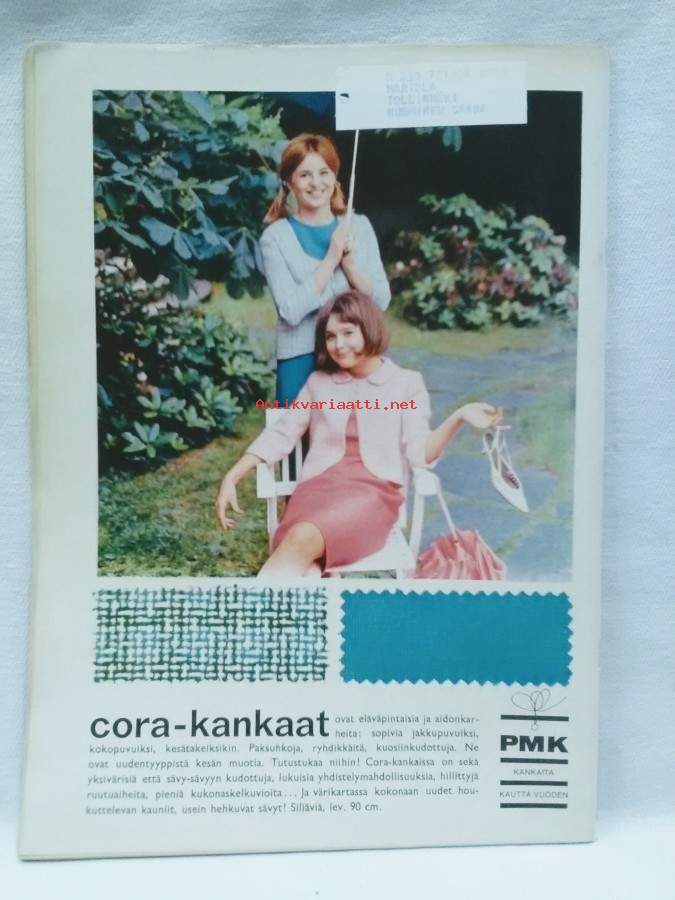 TOLLINMÄKI
Antikvariaatti.net
cora-kankaat ovat eläväpintaisia ja aidonkar-
heita: sopivia jakkupuvuiksi,
kokopuvuiksi, kesätakeiksikin. Paksuhkoja, ryhdikkäitä, kuosiinkudottuja. Ne
ovat uudentyyppistä kesän muotia. Tutustukaa niihin! Cora-kankaissa on sekä
yksivärisiä että sävy-sävyyn kudottuja, lukuisia yhdistelymahdollisuuksia, hillittyjä
ruutuaiheita, pieniä kukonaskelkuvioita... Ja värikartassa kokonaan uudet hou-
kuttelevan kauniit, usein hehkuvat sävyt! Siliäviä, lev. 90 cm.
PMK
KANKAITA
KAUTTA VUODEN